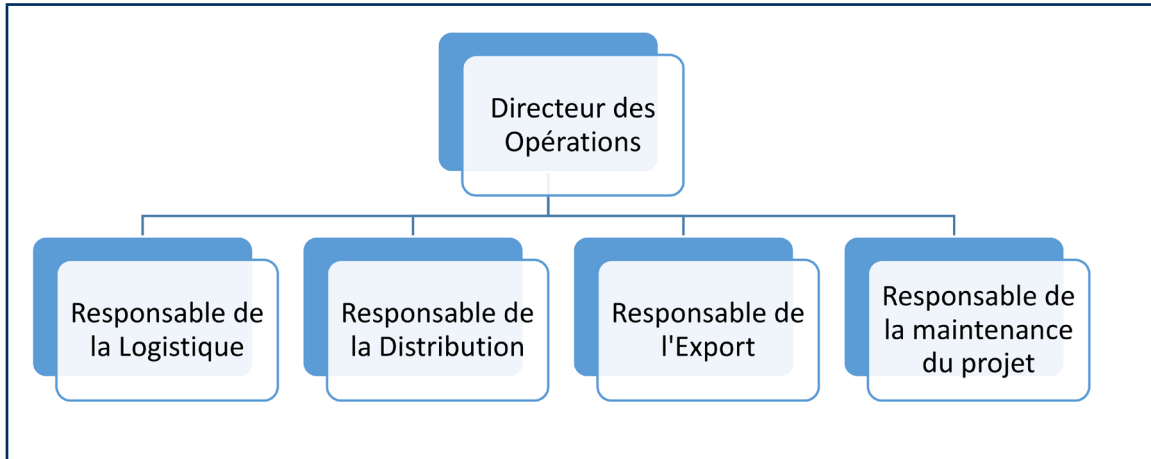 Directeur des
Opérations
Responsable de
la Logistique
Responsable de
la Distribution
Responsable de
l'Export
Responsable de
la maintenance
du projet